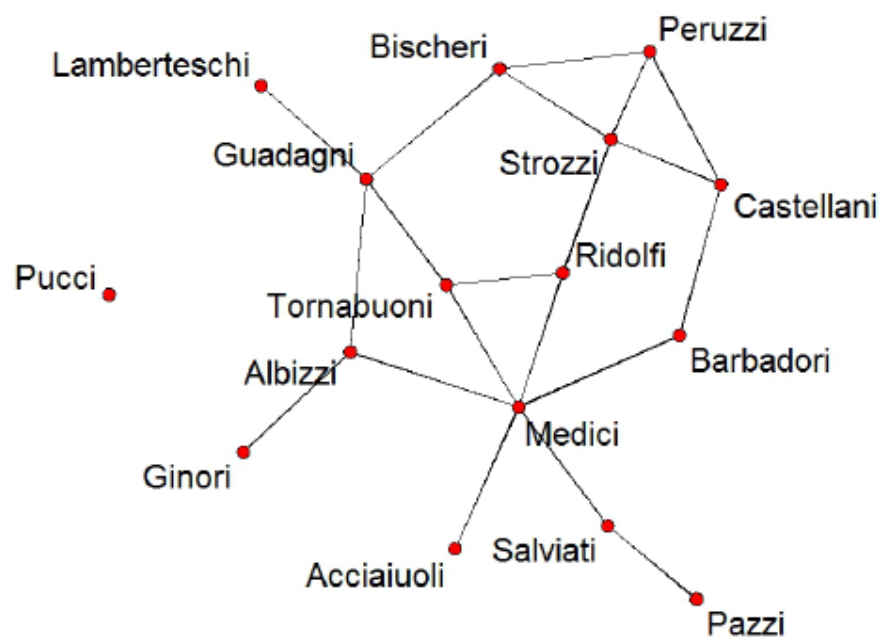 Peruzzi
Bischeri
Lamberteschi
Guadagni
Strozzi
Castellani
Ridolfi
Pucci
Tornabuoni
Barbadori
Albizzi
Medici
Ginori
Salviati
Acciaiuoli
Pazzi